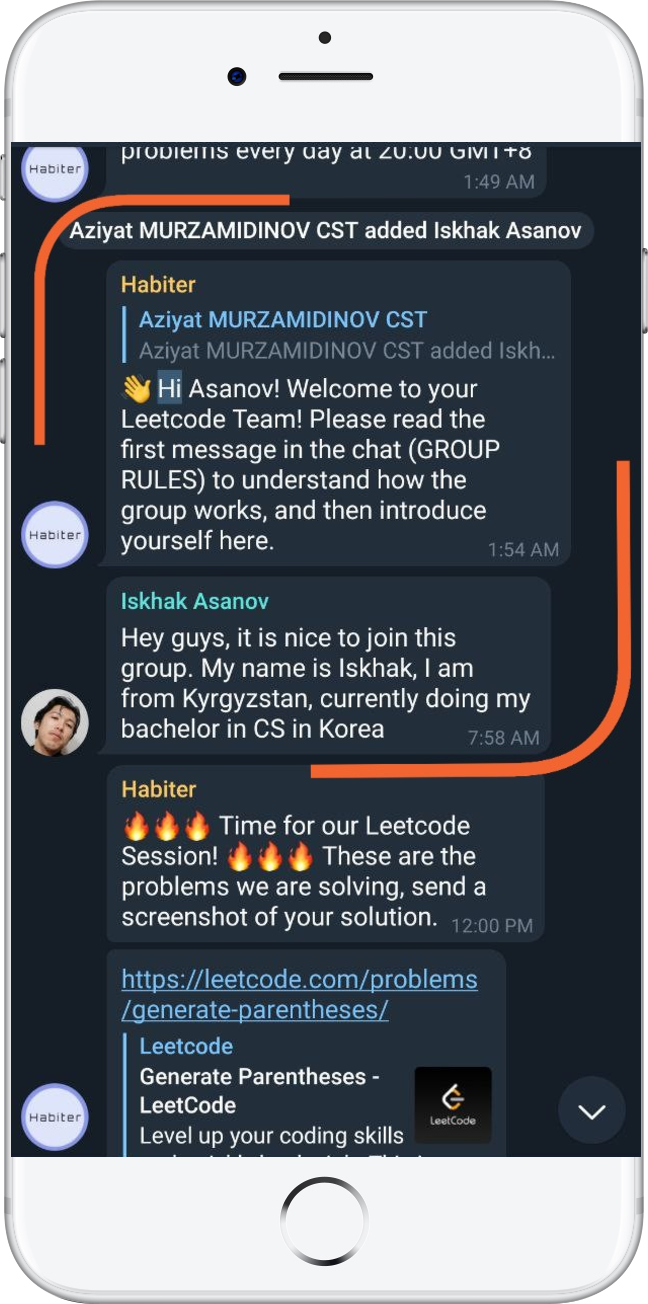 problems every day at 20:00 GMT+8
Habiter
1:49 AM
Aziyat MURZAMIDINOV CST added Iskhak Asanov
Habiter
Aziyat MURZAMIDINOV CST
Aziyat MURZAMIDINOV CST added Iskh...
👋 Hi Asanov! Welcome to your
Leetcode Team! Please read the
first message in the chat (GROUP
RULES) to understand how the
group works, and then introduce
yourself here.
1:54 AM
Habiter
Iskhak Asanov
Hey guys, it is nice to join this
group. My name is Iskhak, I am
from Kyrgyzstan, currently doing my
bachelor in CS in Korea
7:58 AM
Habiter
🔥🔥🔥 Time for our Leetcode
Session! 🔥🔥🔥 These are the
problems we are solving, send a
screenshot of your solution.
12:00 PM
https://leetcode.com/problems
/generate-parentheses/
Leetcode
Generate Parentheses -
LeetCode
LeetCode
Habiter
Level up your coding skills